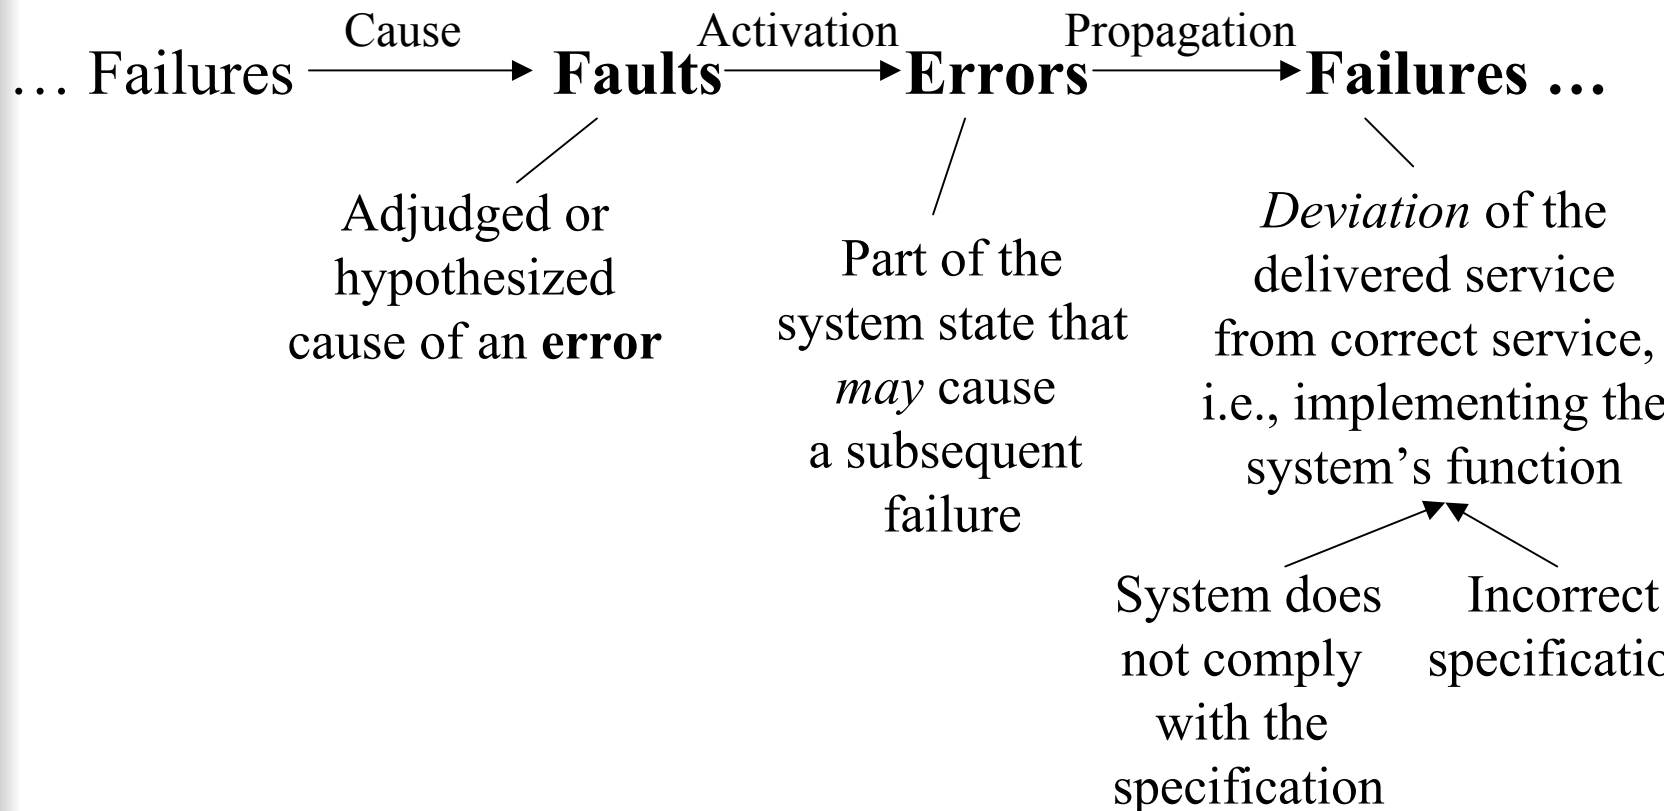 Cause Activation Propagation
… Failures Faults Errors Failures …
Adjudged or
hypothesized
cause of an error
Part of the
system state that
may cause
a subsequent
failure
Deviation of the
delivered service
from correct service,
i.e., implementing the
system’s function
System does
not comply
with the
specification
Incorrect
specificatio